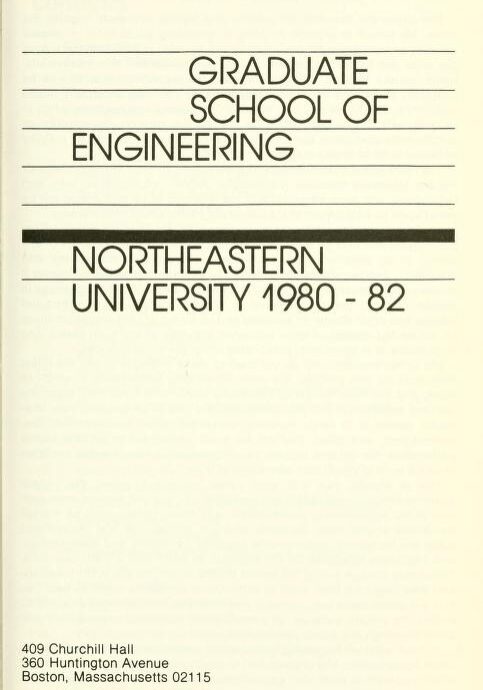 GRADUATE
SCHOOL OF
ENGINEERING
NORTHEASTERN
UNIVERSITY 1980 - 82
409 Churchill Hall
360 Huntington Avenue
Boston, Massachusetts 02115